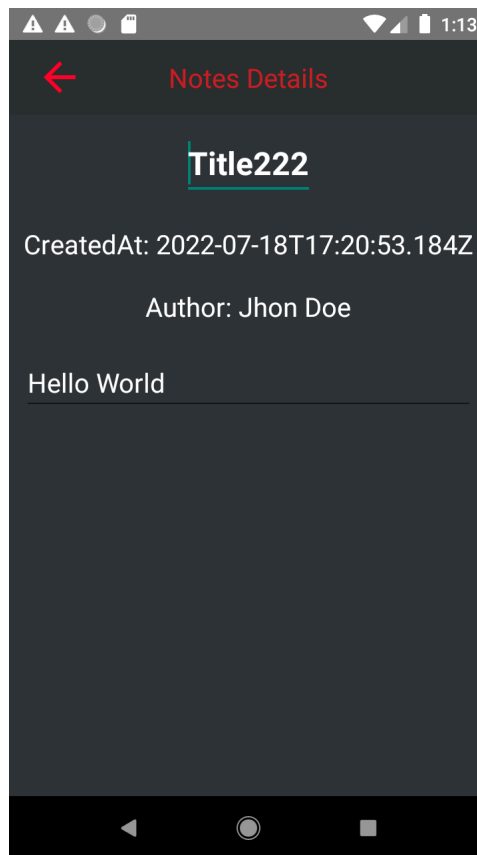 1:13
Notes Details
Title222
CreatedAt: 2022-07-18T17:20:53.184Z
Author: Jhon Doe
Hello World